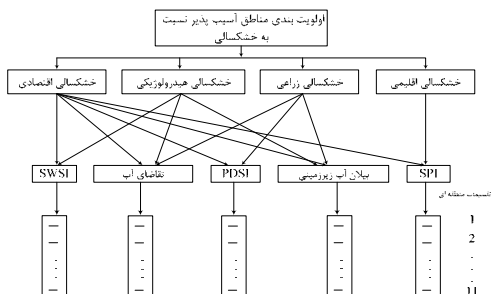 اولویت بندی مناطق آسیب پذیر نسبت
به خشکسالی
خشکسالی اقلیمی
خشکسالی زراعی
خشکسالی هیدرولوژیکی
خشکسالی اقتصادی
SPI
بیلان آب زیرزمینی
PDSI
تقاضای آب
SWSI
تقسیمات منطقه ای
1
2
11